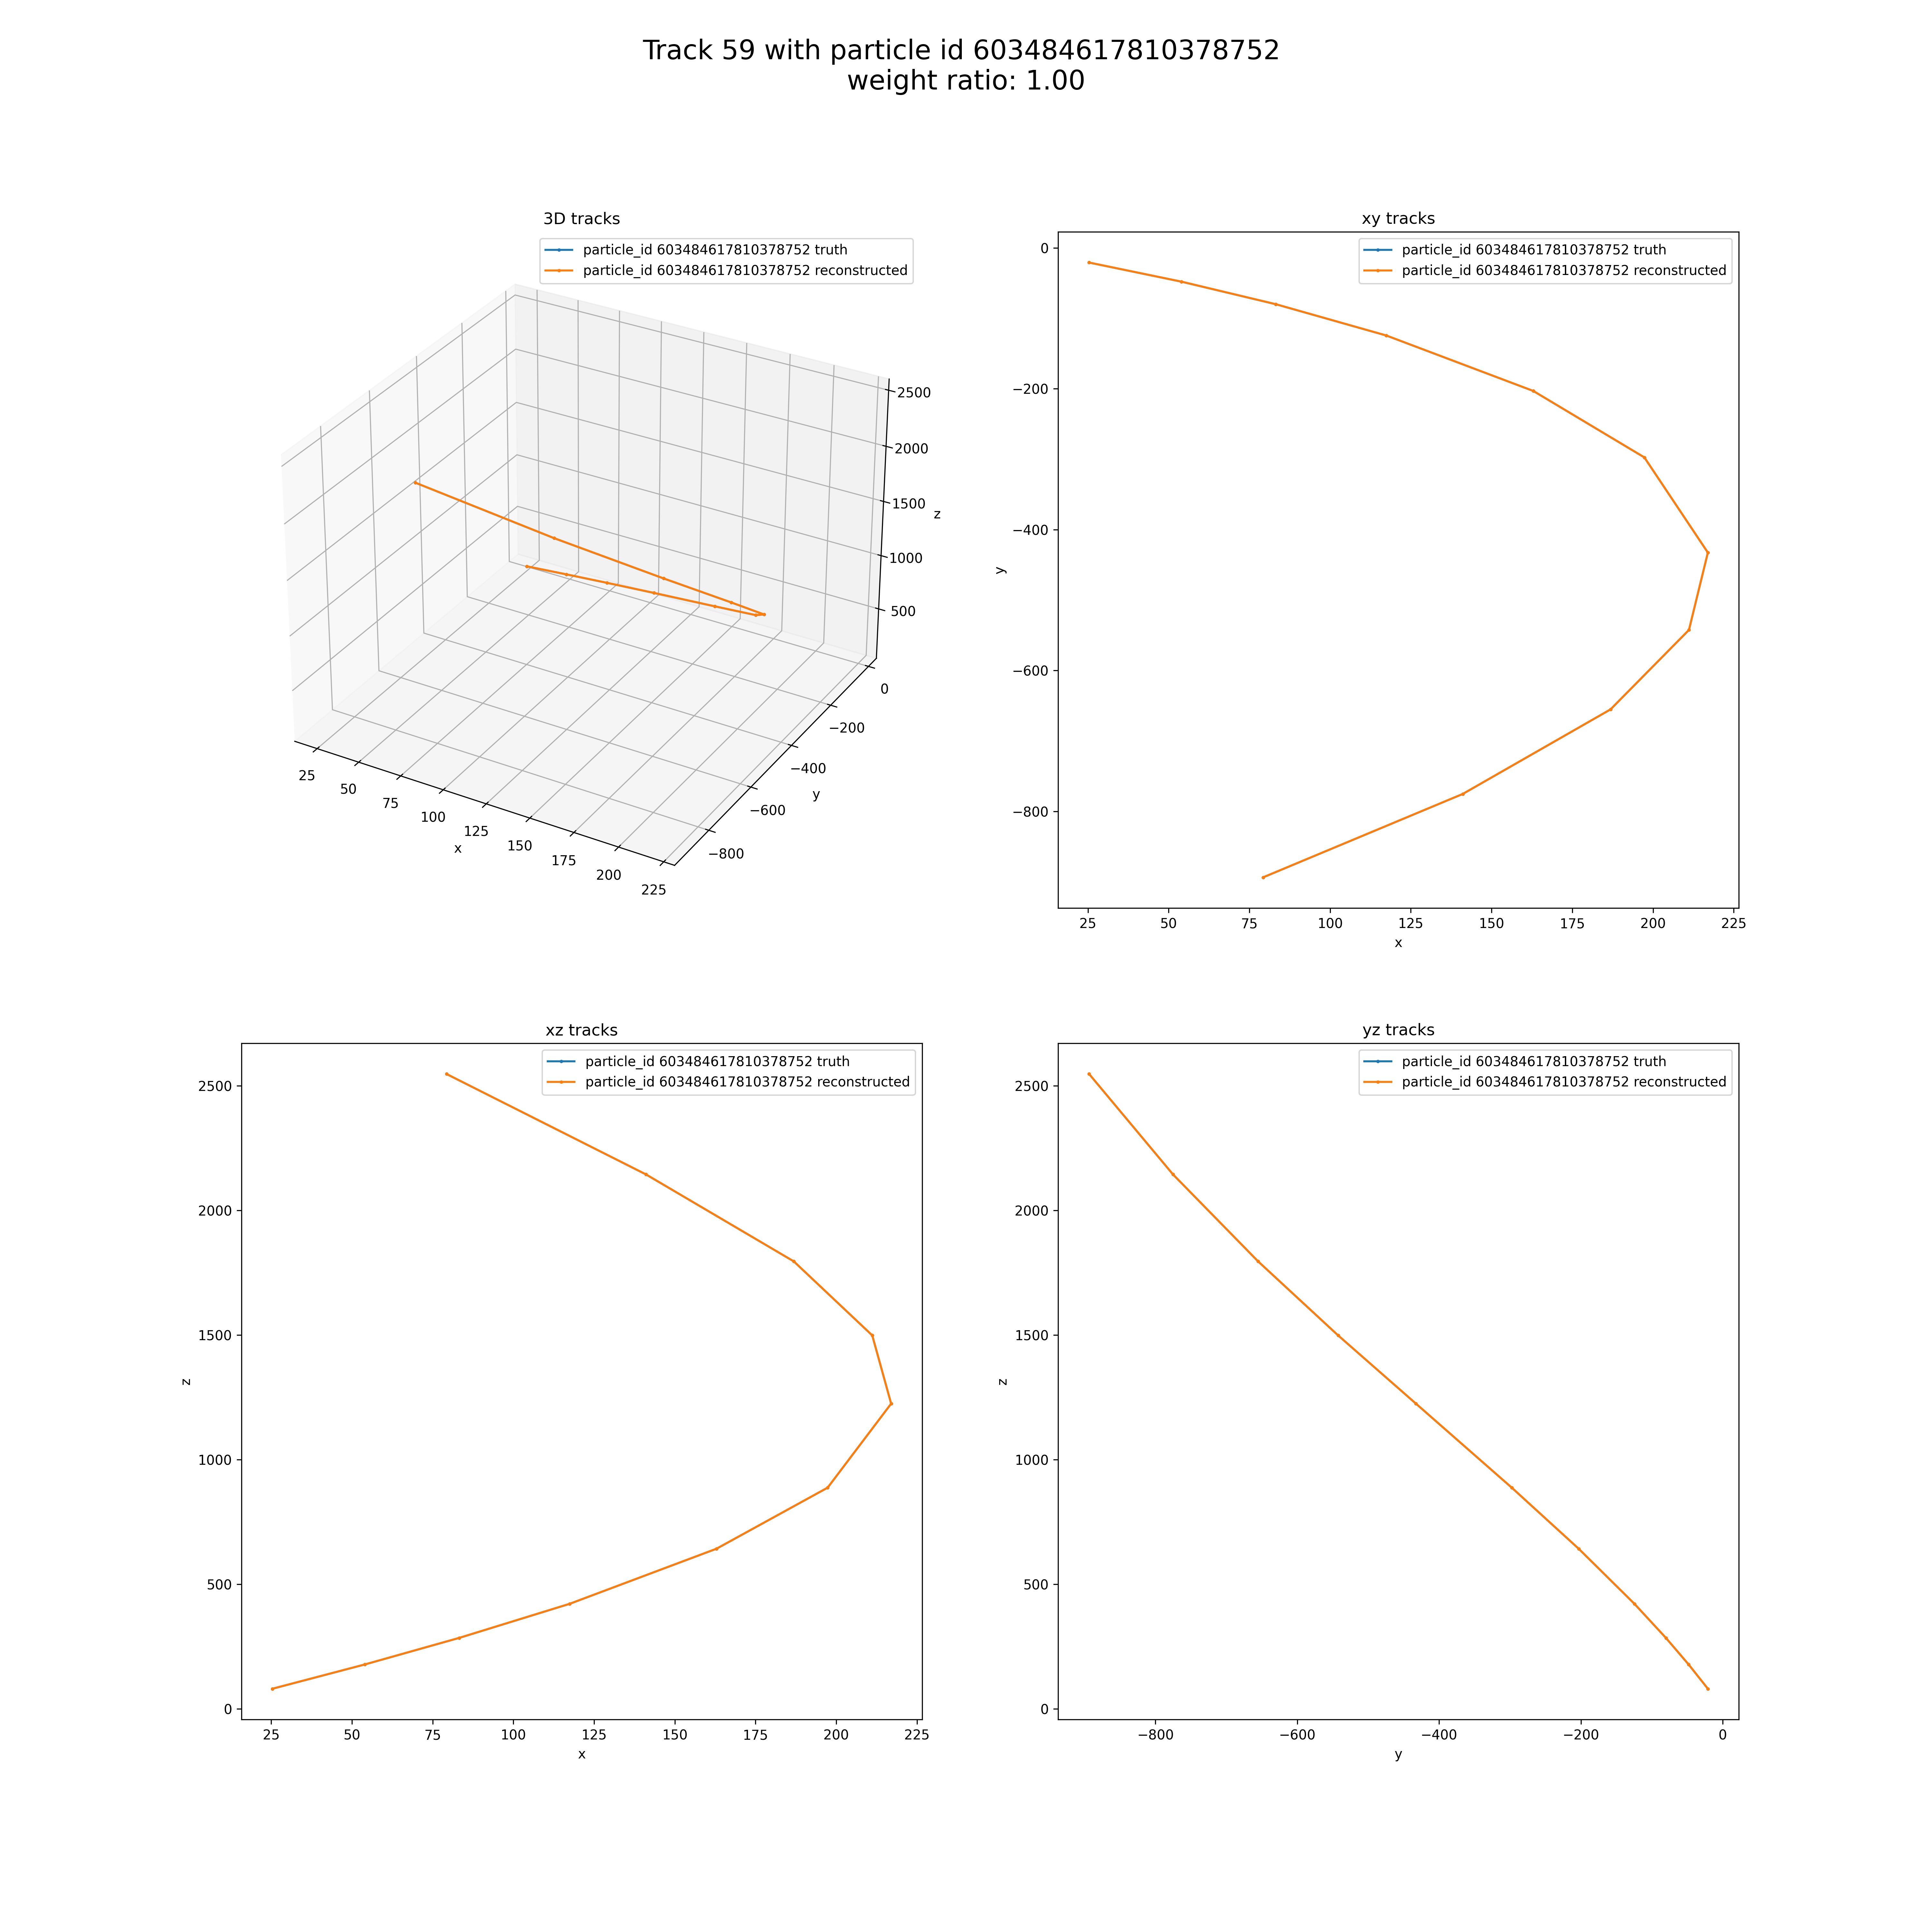 Track 59 with particle id 603484617810378752
weight ratio: 1.00
3D tracks
particle_id 603484617810378752 truth
particle_id 603484617810378752 reconstructed
2500
2000
1500
z
1000
500
0
−200
−400
y
−600
−800
25
50
75
100
125
x
150
175
200
225
xy tracks
particle_id 603484617810378752 truth
particle_id 603484617810378752 reconstructed
0
−200
−400
y
−600
−800
25 50 75 100 125 150 175 200 225
x
xz tracks
particle_id 603484617810378752 truth
particle_id 603484617810378752 reconstructed
2500
2000
1500
z
1000
500
0
25 50 75 100 125 150 175 200 225
x
yz tracks
particle_id 603484617810378752 truth
particle_id 603484617810378752 reconstructed
2500
2000
1500
z
1000
500
0
−800 −600 −400 −200 0
y